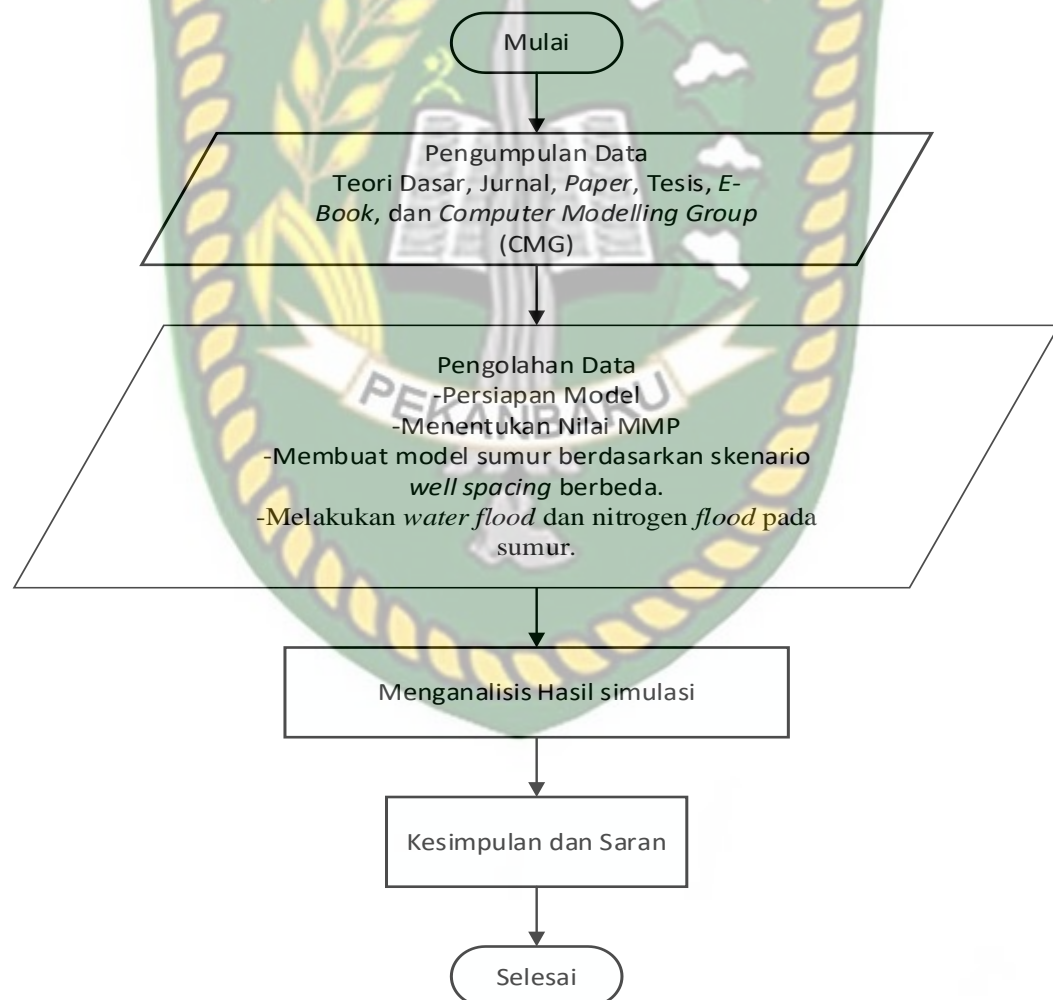 Mulai
Pengumpulan Data
Teori Dasar, Jurnal, Paper, Tesis, E-
Book, dan Computer Modelling Group
(CMG)
Pengolahan Data
-Persiapan Model
-Menentukan Nilai MMP
PEKANBARU
-Membuat model sumur berdasarkan skenario
well spacing berbeda.
-Melakukan water flood dan nitrogen flood pada
sumur.
Menganalisis Hasil simulasi
Kesimpulan dan Saran
Selesai